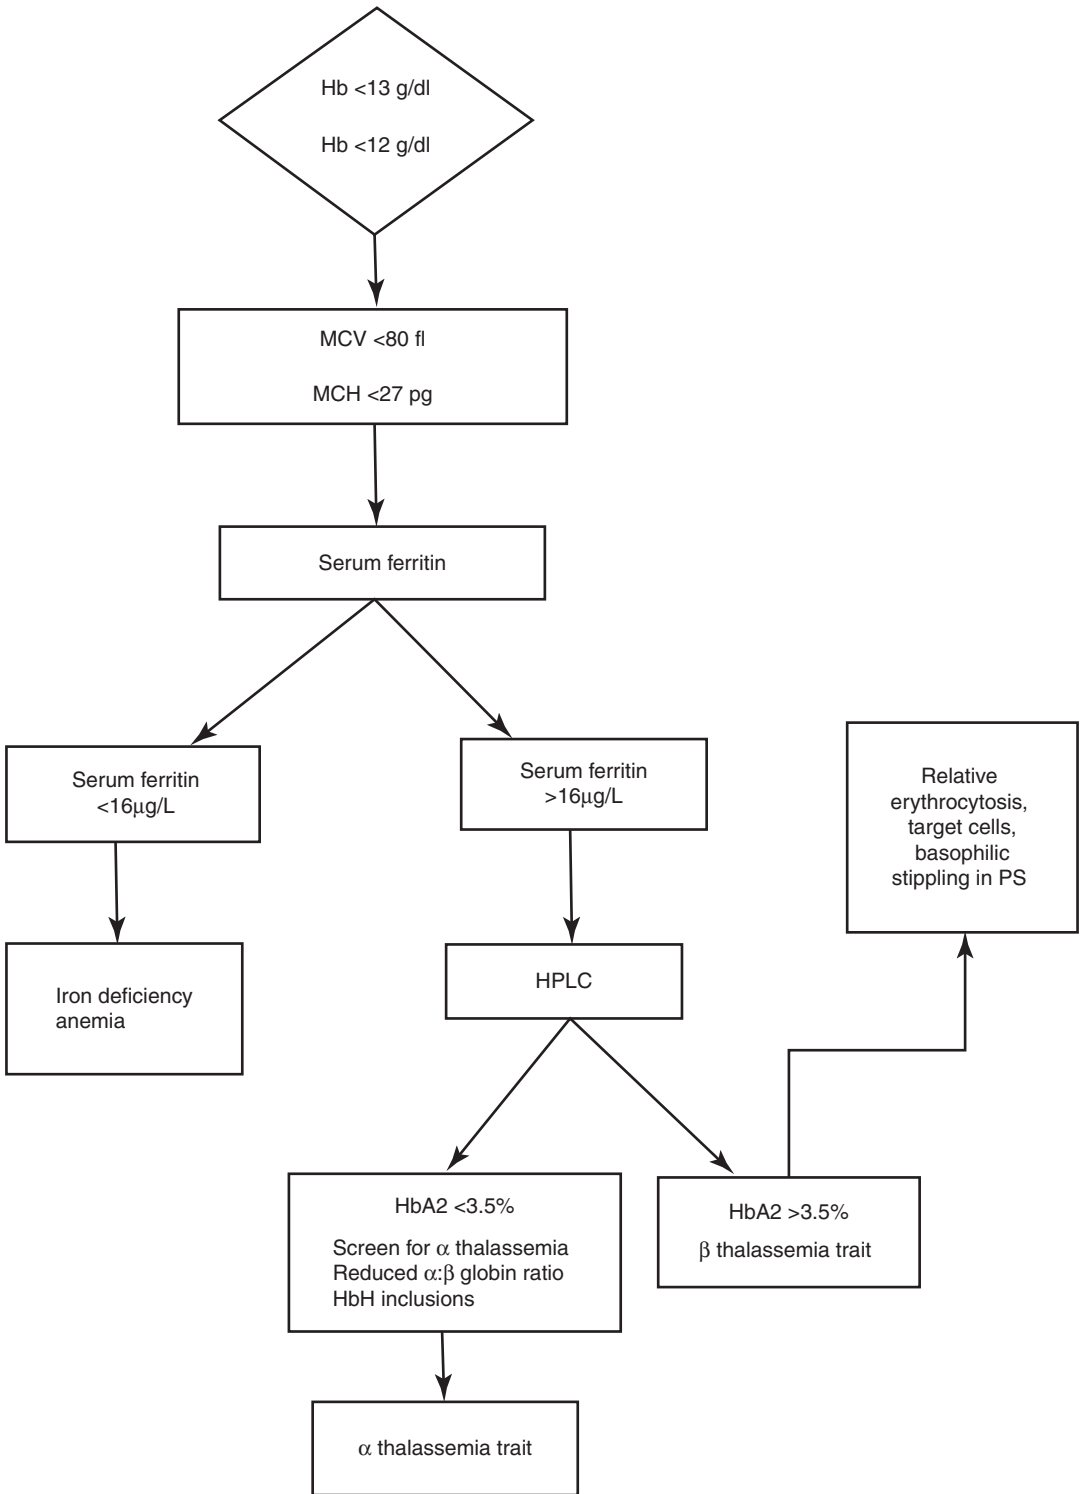 Hb <13 g/dl
Hb <12 g/dl
MCV <80 fl
MCH <27 pg
Serum ferritin
Serum ferritin
<16μg/L
Serum ferritin
>16μg/L
Relative
erythrocytosis,
target cells,
basophilic
stippling in PS
Iron deficiency
anemia
HPLC
HbA2 <3.5%
Screen for α thalassemia
Reduced α:β globin ratio
HbH inclusions
HbA2 >3.5%
β thalassemia trait
α thalassemia trait